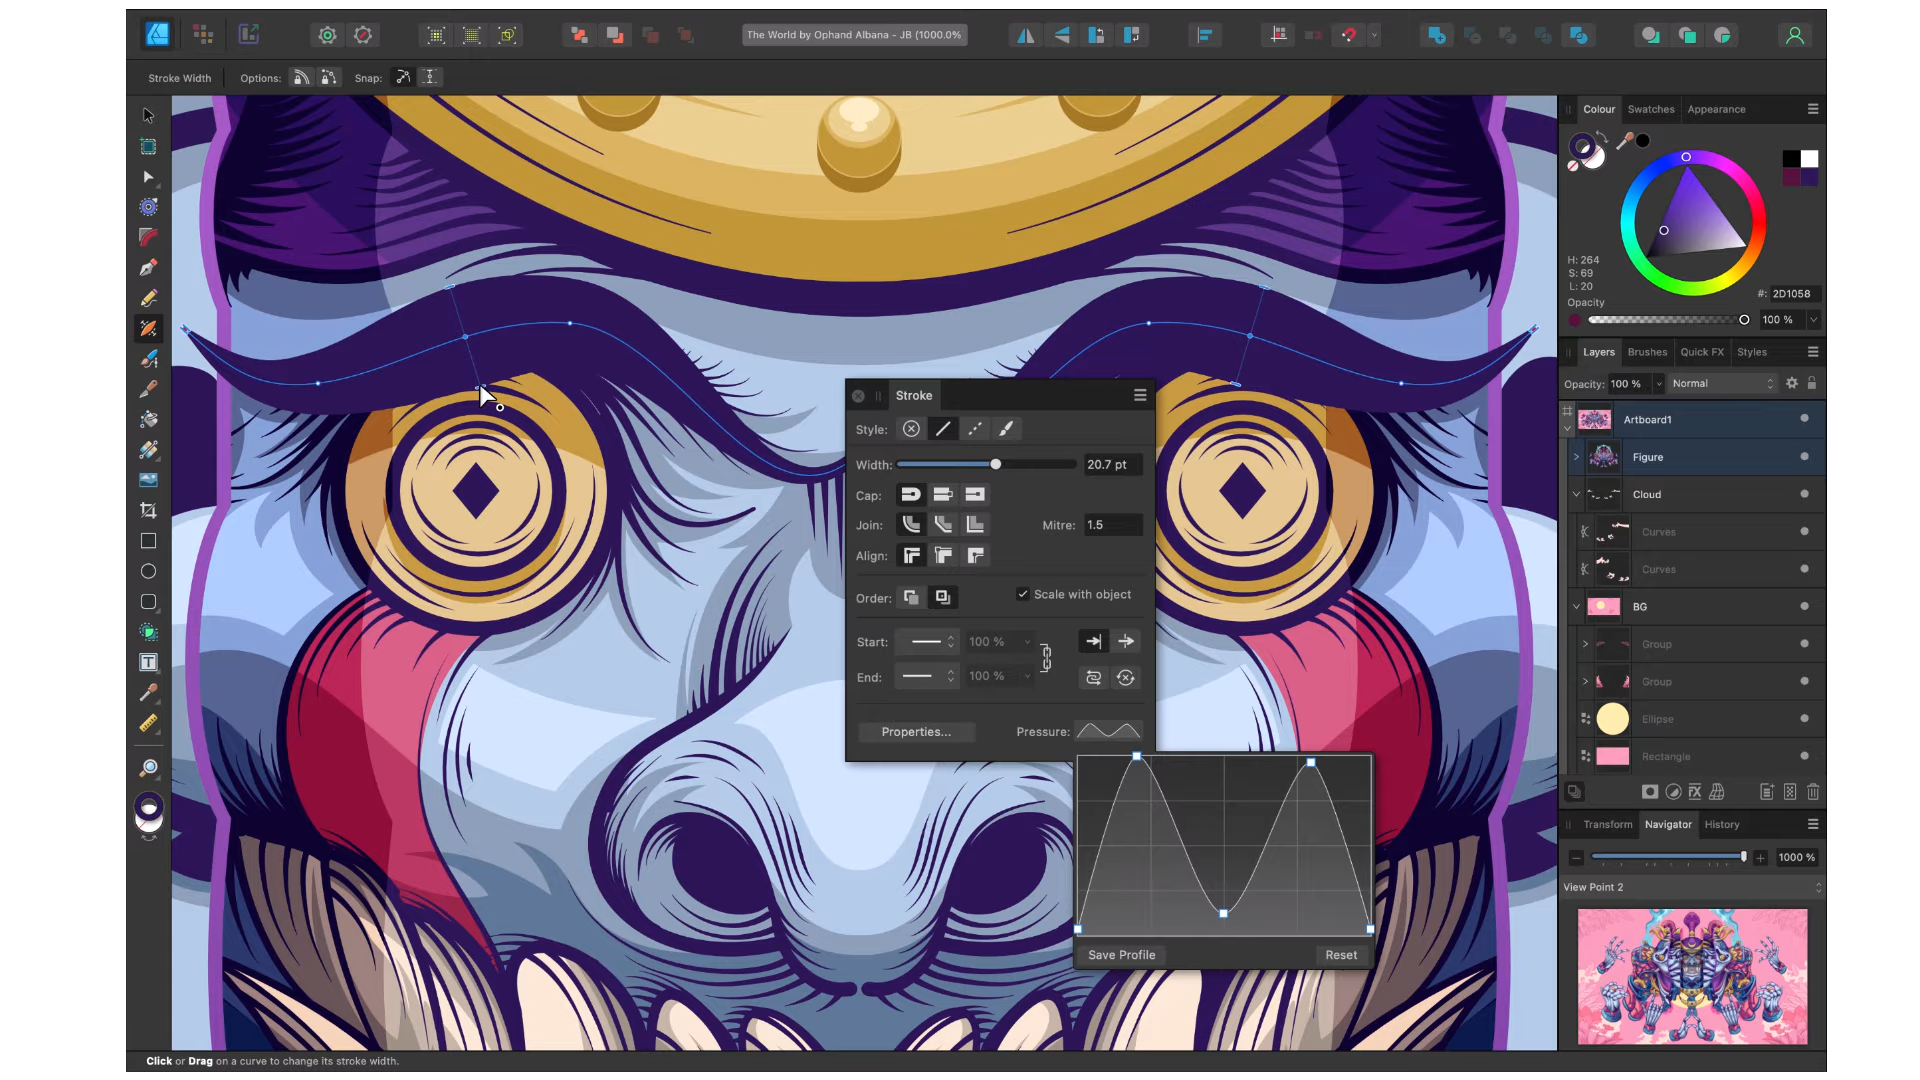 The World by Ophand Albana - JB (1000.0%
Stroke Width
Options:
Snap:
Colour
Swatches
Appearance
H: 264
S: 69
L: 20
#: 2D1058
Opacity
100 %
Layers
Brushes
Quick FX
Styles
Opacity: 100 %
Normal
Artboard1
Figure
Cloud
Curves
Curves
BG
Group
Group
Ellipse
Rectangle
Stroke
Style:
Width:
20.7 pt
Cap:
Join:
Mitre: 1.5
Align:
Order:
Scale with object
Start:
100 %
End:
100 %
Properties...
Pressure:
Save Profile
Reset
Transform
Navigator
History
1000 %
View Point 2
Click or Drag on a curve to change its stroke width.